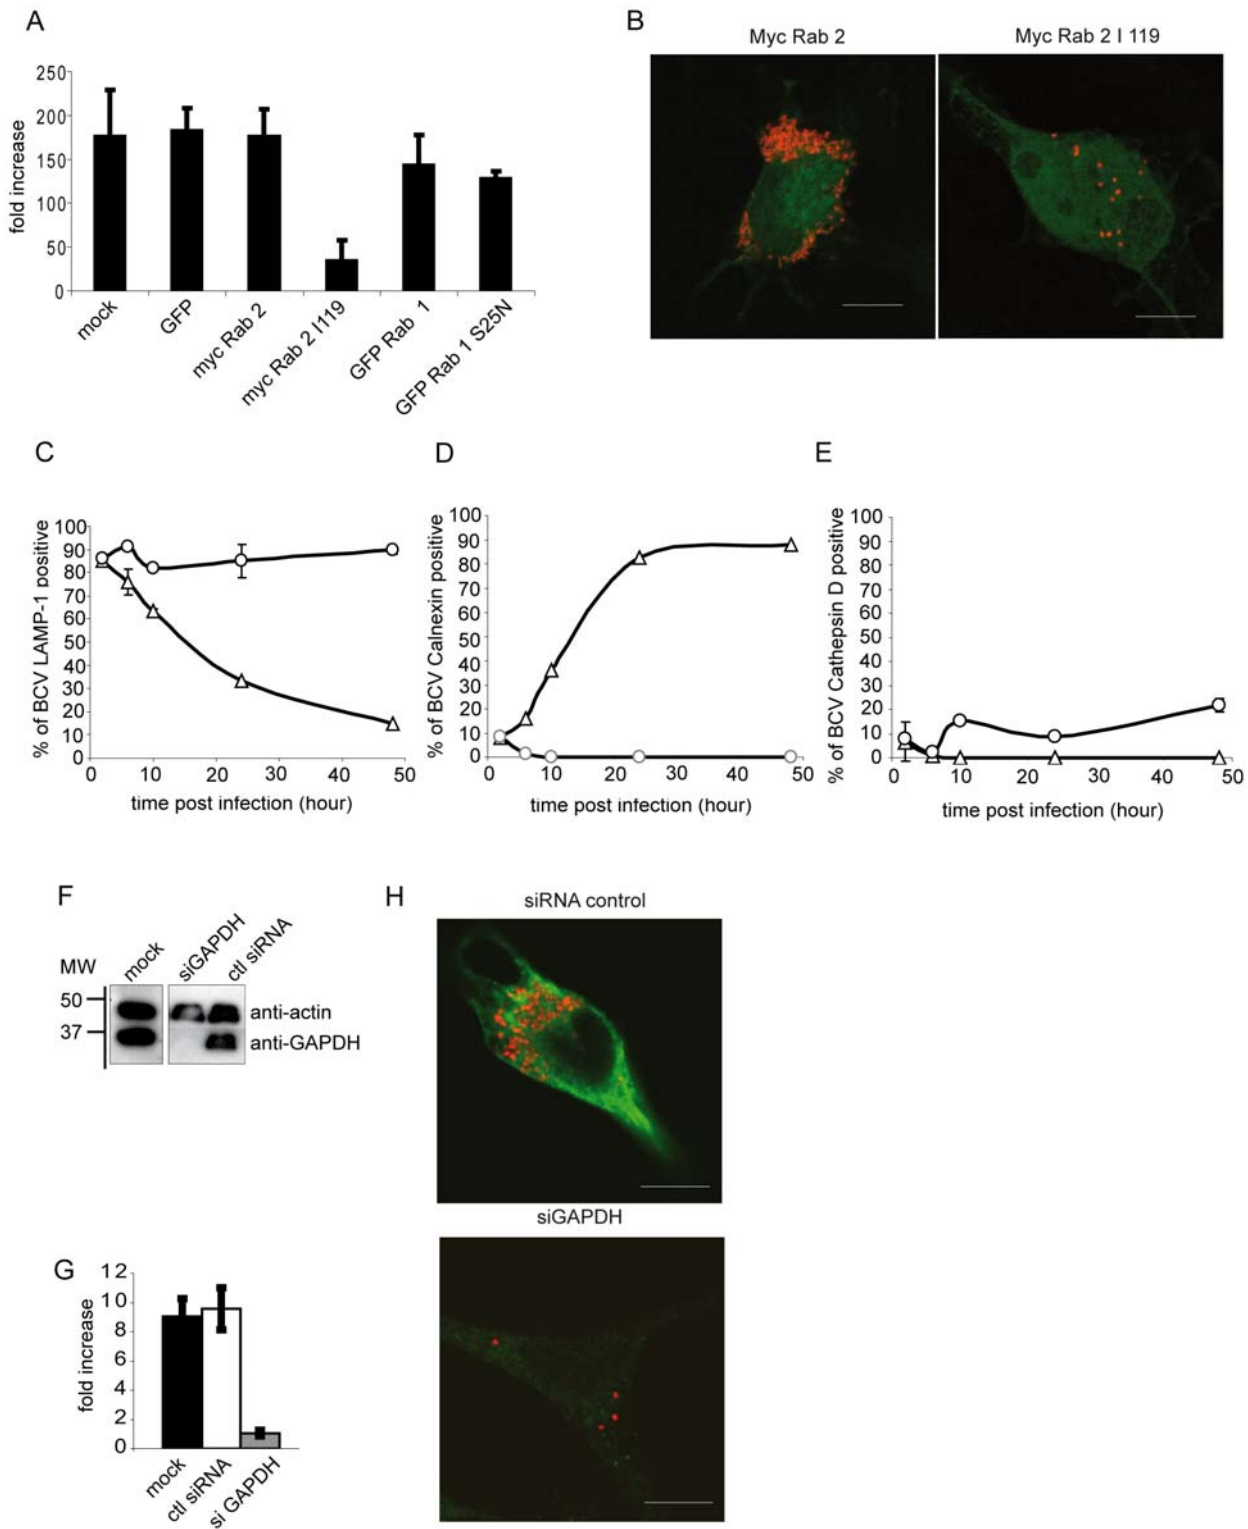 A
250
200
150
100
50
0
fold increase
mock
GFP
myc Rab 2
myc Rab 2 I119
GFP Rab 1
GFP Rab 1 S25N
B
Myc Rab 2
Myc Rab 2 I 119
C
100
90
80
70
60
50
40
30
20
10
0
% of BCV LAMP-1 positive
0 10 20 30 40 50
time post infection (hour)
D
100
90
80
70
60
50
40
30
20
10
0
% of BCV Calnexin positive
0 10 20 30 40 50
time post infection (hour)
E
100
90
80
70
60
50
40
30
20
10
0
% of BCV Cathepsin D positive
0 10 20 30 40 50
time post infection (hour)
F
MW
mock
siGAPDH
ctl siRNA
50
37
anti-actin
anti-GAPDH
G
12
10
8
6
4
2
0
fold increase
mock
ctl siRNA
si GAPDH
H
siRNA control
siGAPDH